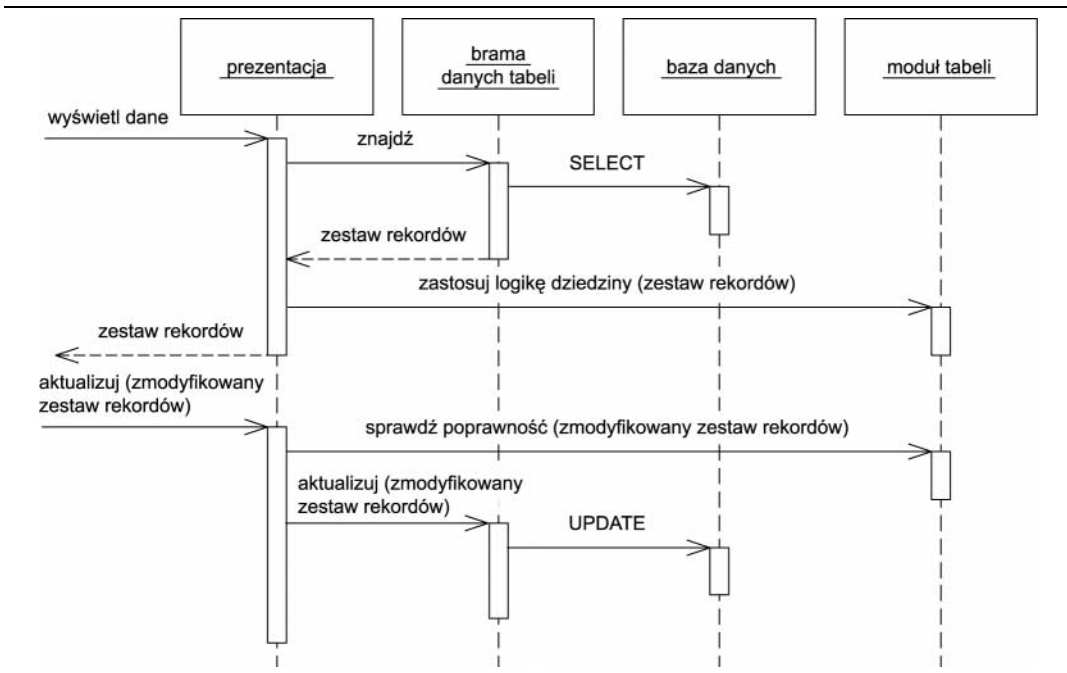 prezentacja
brama
danych tabeli
baza danych
moduł tabeli
wyświetl dane
znajdź
SELECT
zestaw rekordów
zastosuj logikę dziedziny (zestaw rekordów)
zestaw rekordów
aktualizuj (zmodyfikowany
zestaw rekordów)
sprawdź poprawność (zmodyfikowany zestaw rekordów)
aktualizuj (zmodyfikowany
zestaw rekordów)
UPDATE